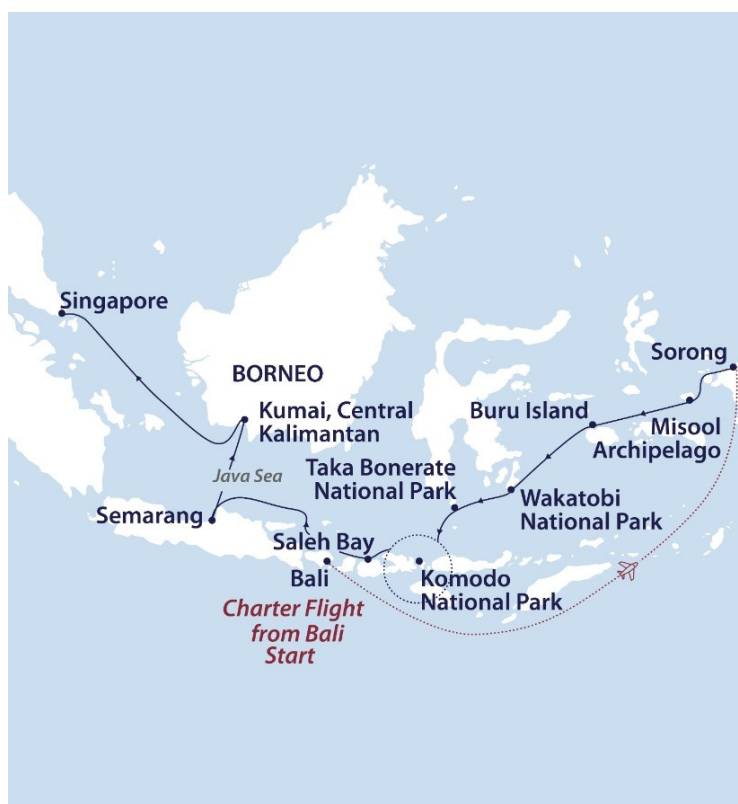 Singapore
BORNEO
Sorong
Kumai, Central
Kalimantan
Buru Island
Misool
Archipelago
Taka Bonerate
National Park
Java Sea
Wakatobi
National Park
Semarang
Saleh Bay
Bali
Komodo
National Park
Charter Flight
from Bali
Start